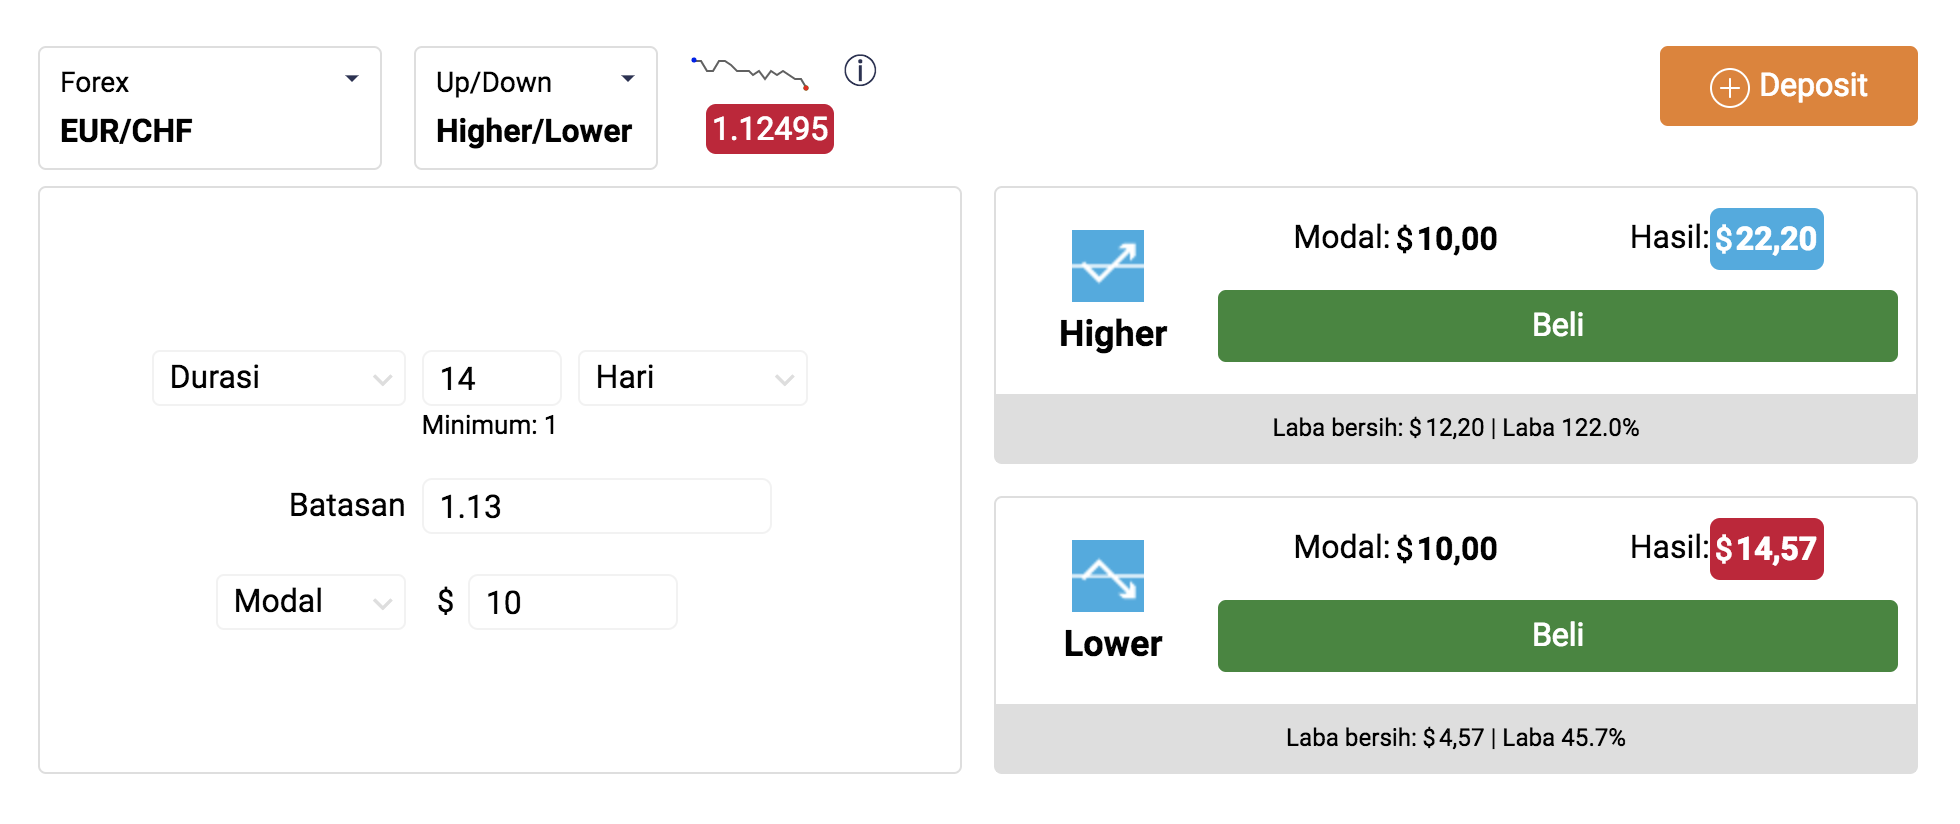 Forex
EUR/CHF
Up/Down
Higher/Lower
1.12495
Deposit
Durasi 14 Hari
Minimum: 1
Batasan 1.13
Modal $ 10
Modal: $ 10,00 Hasil: $ 22,20
Beli
Higher
Laba bersih: $ 12,20 | Laba 122.0%
Modal: $ 10,00 Hasil: $ 14,57
Beli
Lower
Laba bersih: $ 4,57 | Laba 45.7%